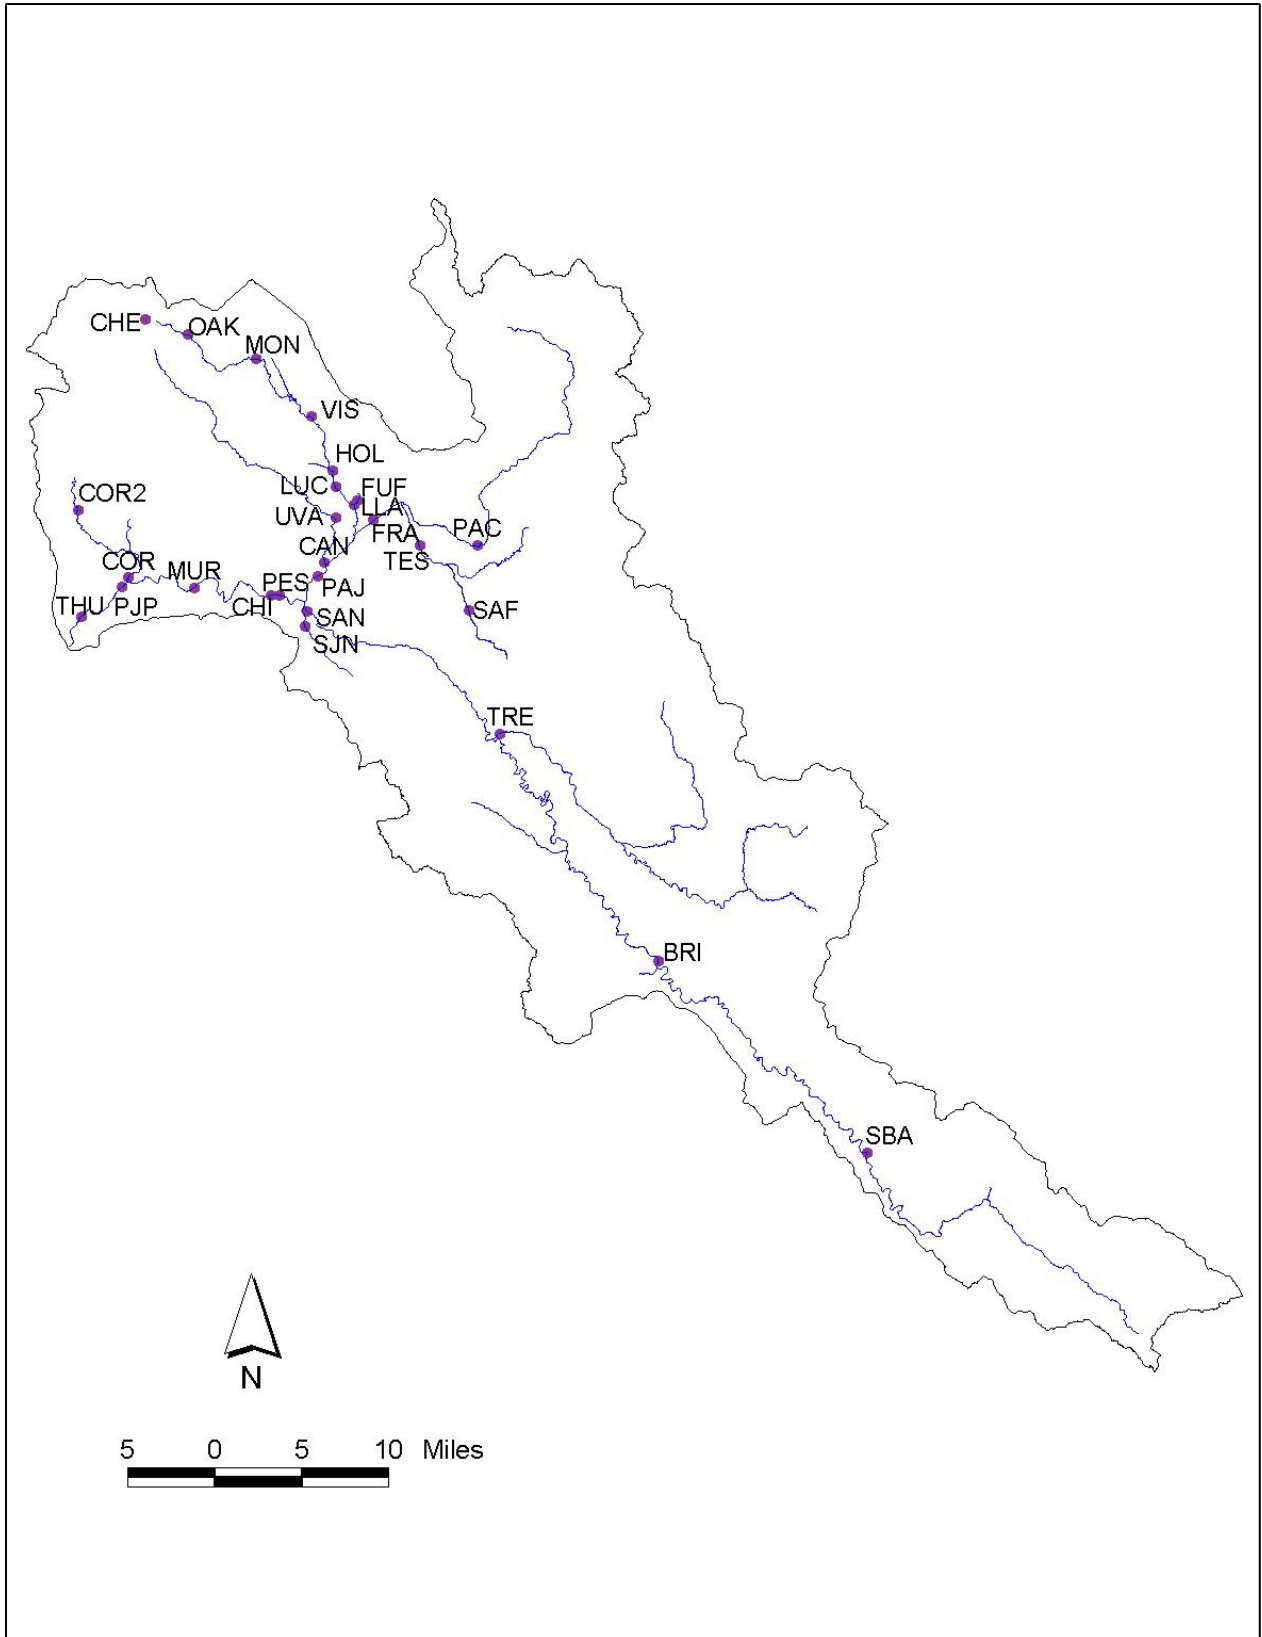 CHE
OAK
MON
VIS
HOL
LUC
FUF
COR2
LLA
UVA
FRA
PAC
CAN
TES
COR
MUR
PES
PAJ
THU
PJP
CHI
SAN
SAF
SJN
TRE
BRI
SBA
N
5 0 5 10 Miles